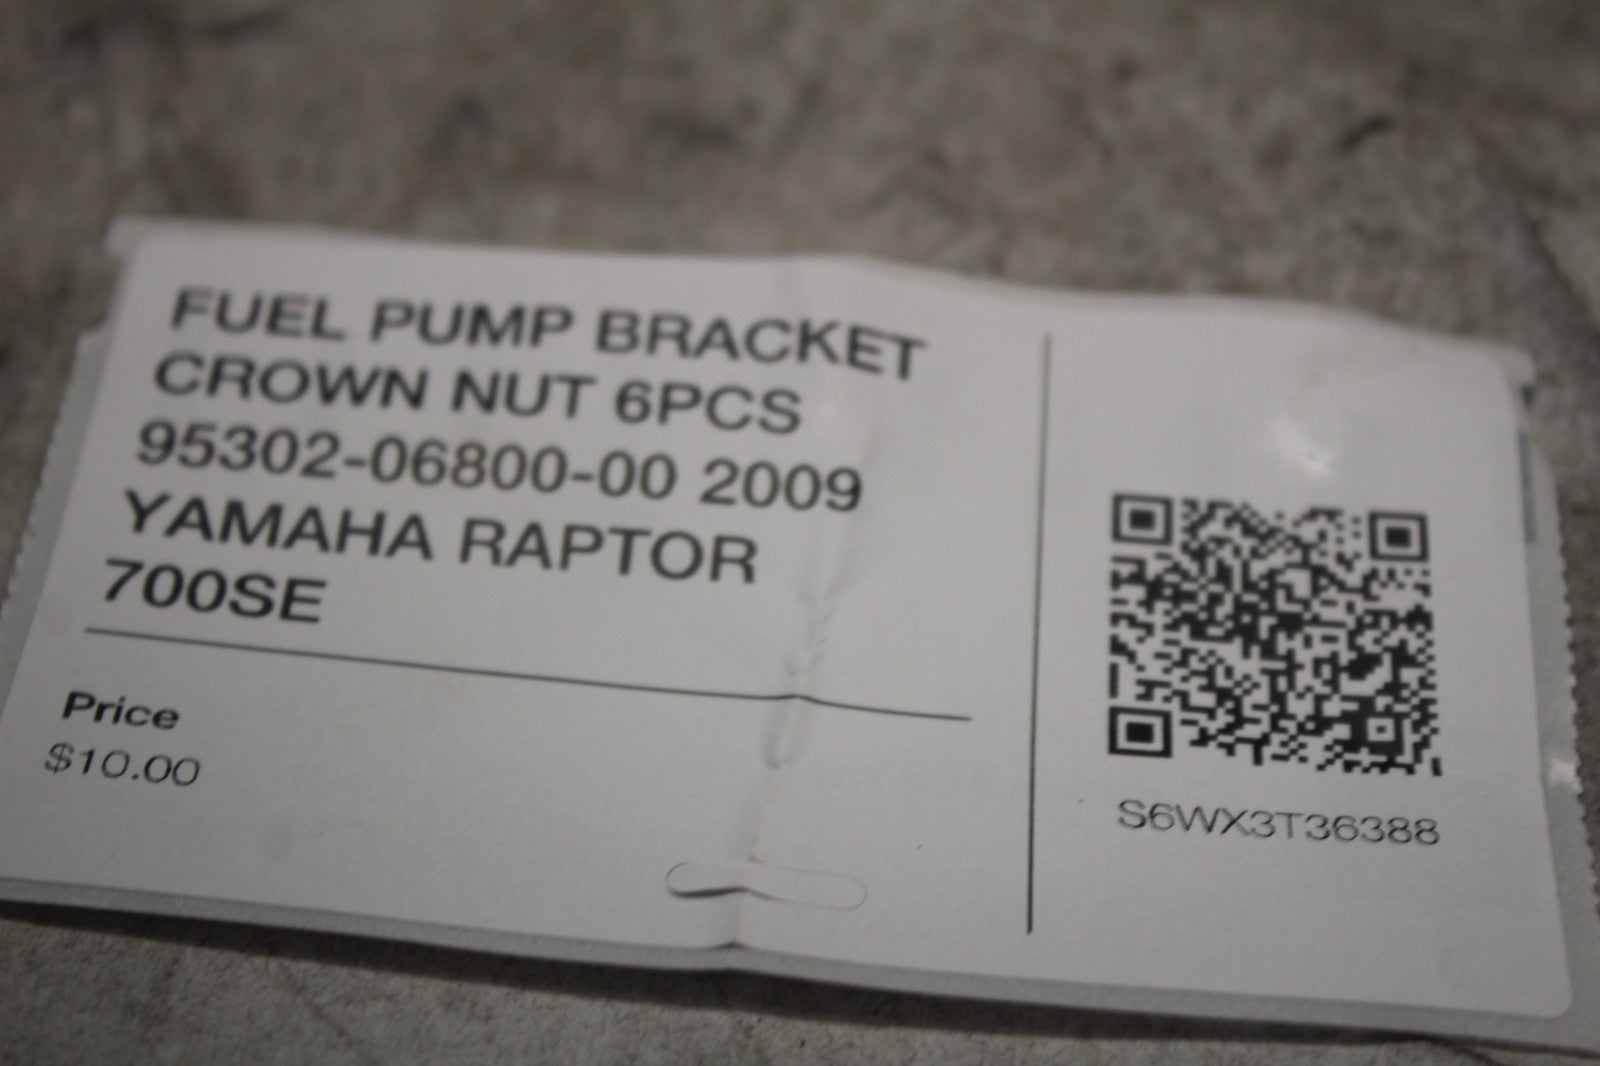 FUEL PUMP BRACKET
CROWN NUT 6PCS
95302-06800-00 2009
YAMAHA RAPTOR
700SE
Price
$10.00
S6WX3T36388